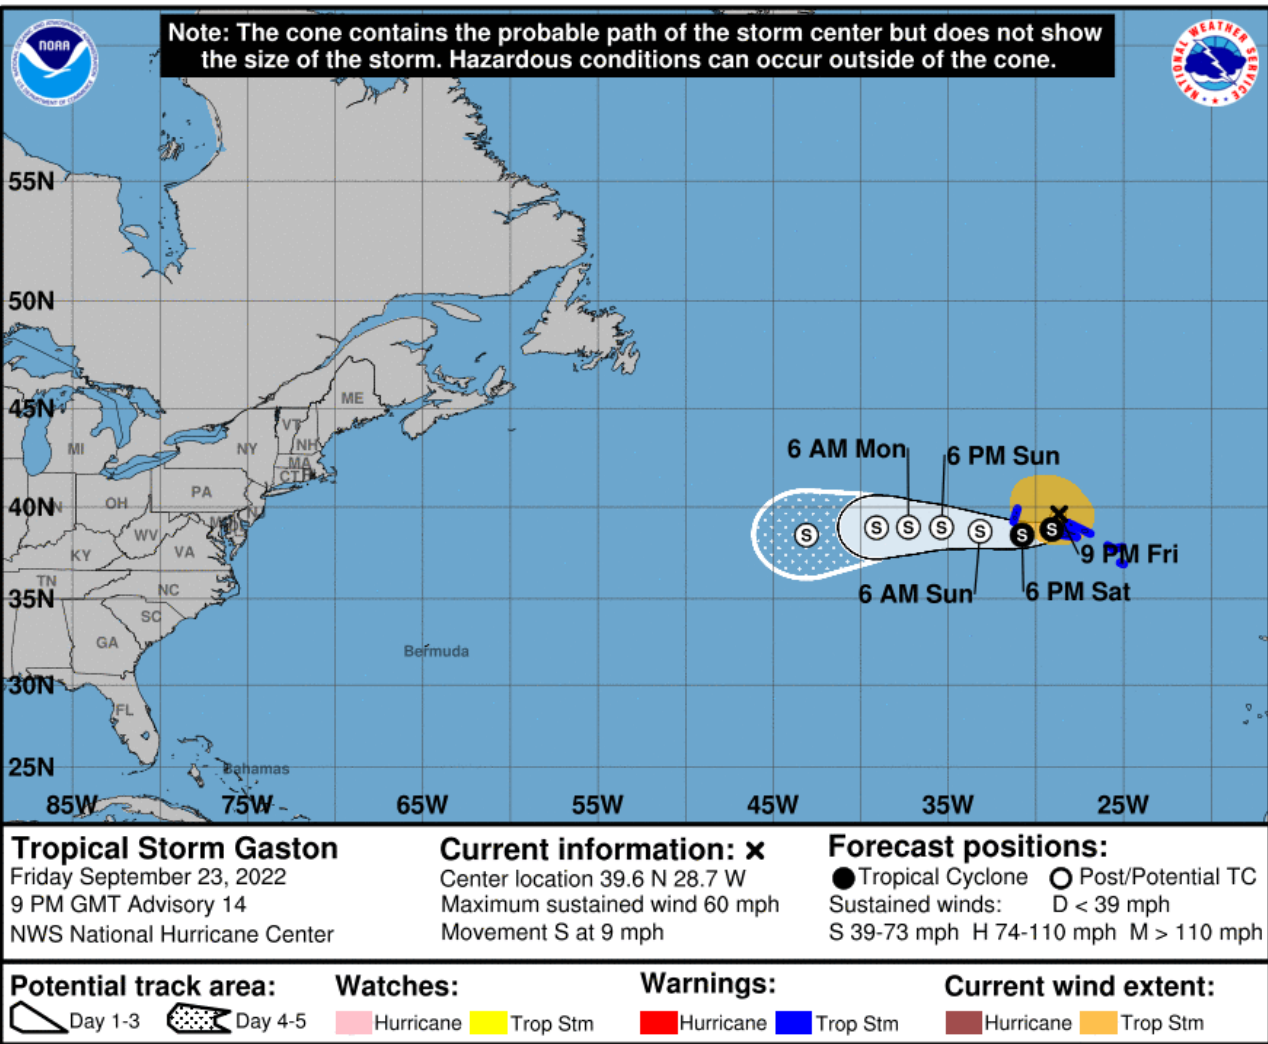 Note: The cone contains the probable path of the storm center but does not show
the size of the storm. Hazardous conditions can occur outside of the cone.
NOAA
NATIONAL WEATHER SERVICE
55N
50N
45N
40N
35N
30N
25N
85W 75W 65W 55W 45W 35W 25W
ME
VT
NH
MA
CT
NY
MI
PA
OH
WV
VA
KY
TN
NC
SC
GA
FL
Bermuda
Bahamas
6 AM Mon
6 PM Sun
9 PM Fri
6 AM Sun
6 PM Sat
S S S S S S S
Tropical Storm Gaston
Friday September 23, 2022
9 PM GMT Advisory 14
NWS National Hurricane Center
Current information: x
Center location 39.6 N 28.7 W
Maximum sustained wind 60 mph
Movement S at 9 mph
Forecast positions:
Tropical Cyclone Post/Potential TC
Sustained winds: D < 39 mph
S 39-73 mph H 74-110 mph M > 110 mph
Potential track area:
Day 1-3 Day 4-5
Watches:
Hurricane Trop Stm
Warnings:
Hurricane Trop Stm
Current wind extent:
Hurricane Trop Stm